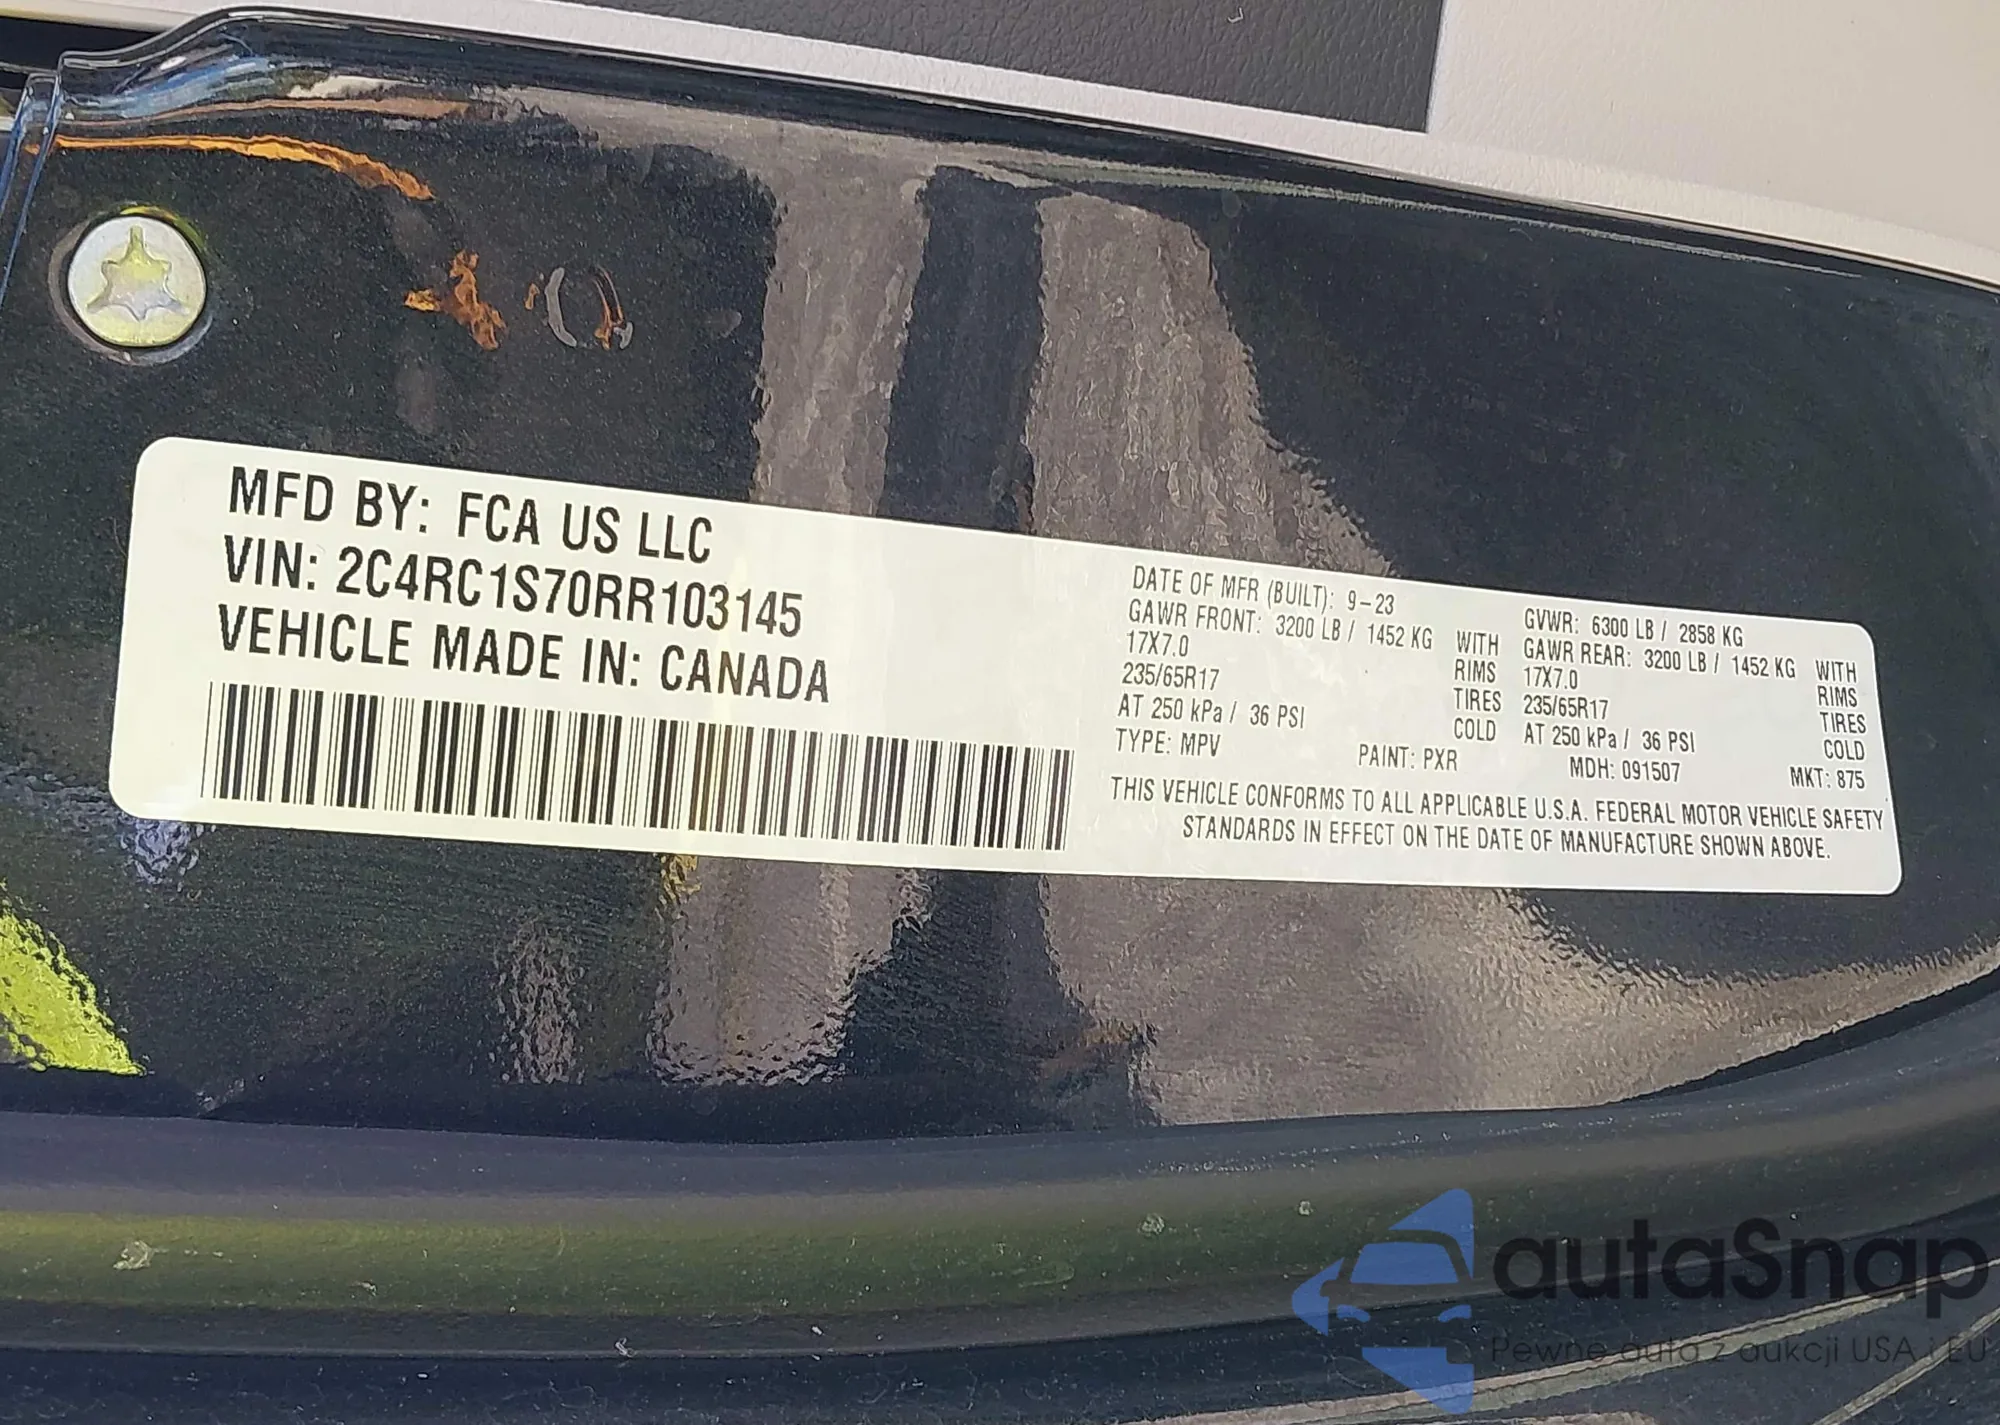 MFD BY: FCA US LLC
VIN: 2C4RC1S70RR103145
VEHICLE MADE IN: CANADA
DATE OF MFR (BUILT): 9-23
GVWR: 6300 LB / 2858 KG
GAWR FRONT: 3200 LB / 1452 KG WITH
17X7.0 RIMS
235/65R17 TIRES
AT 250 kPa / 36 PSI COLD
GAWR REAR: 3200 LB / 1452 KG WITH
17X7.0 RIMS
235/65R17 TIRES
AT 250 kPa / 36 PSI COLD
TYPE: MPV PAINT: PXR MDH: 091507 MKT: 875
THIS VEHICLE CONFORMS TO ALL APPLICABLE U.S.A. FEDERAL MOTOR VEHICLE SAFETY
STANDARDS IN EFFECT ON THE DATE OF MANUFACTURE SHOWN ABOVE.
autaSnap
Pewne auto z aukcji USA i EU